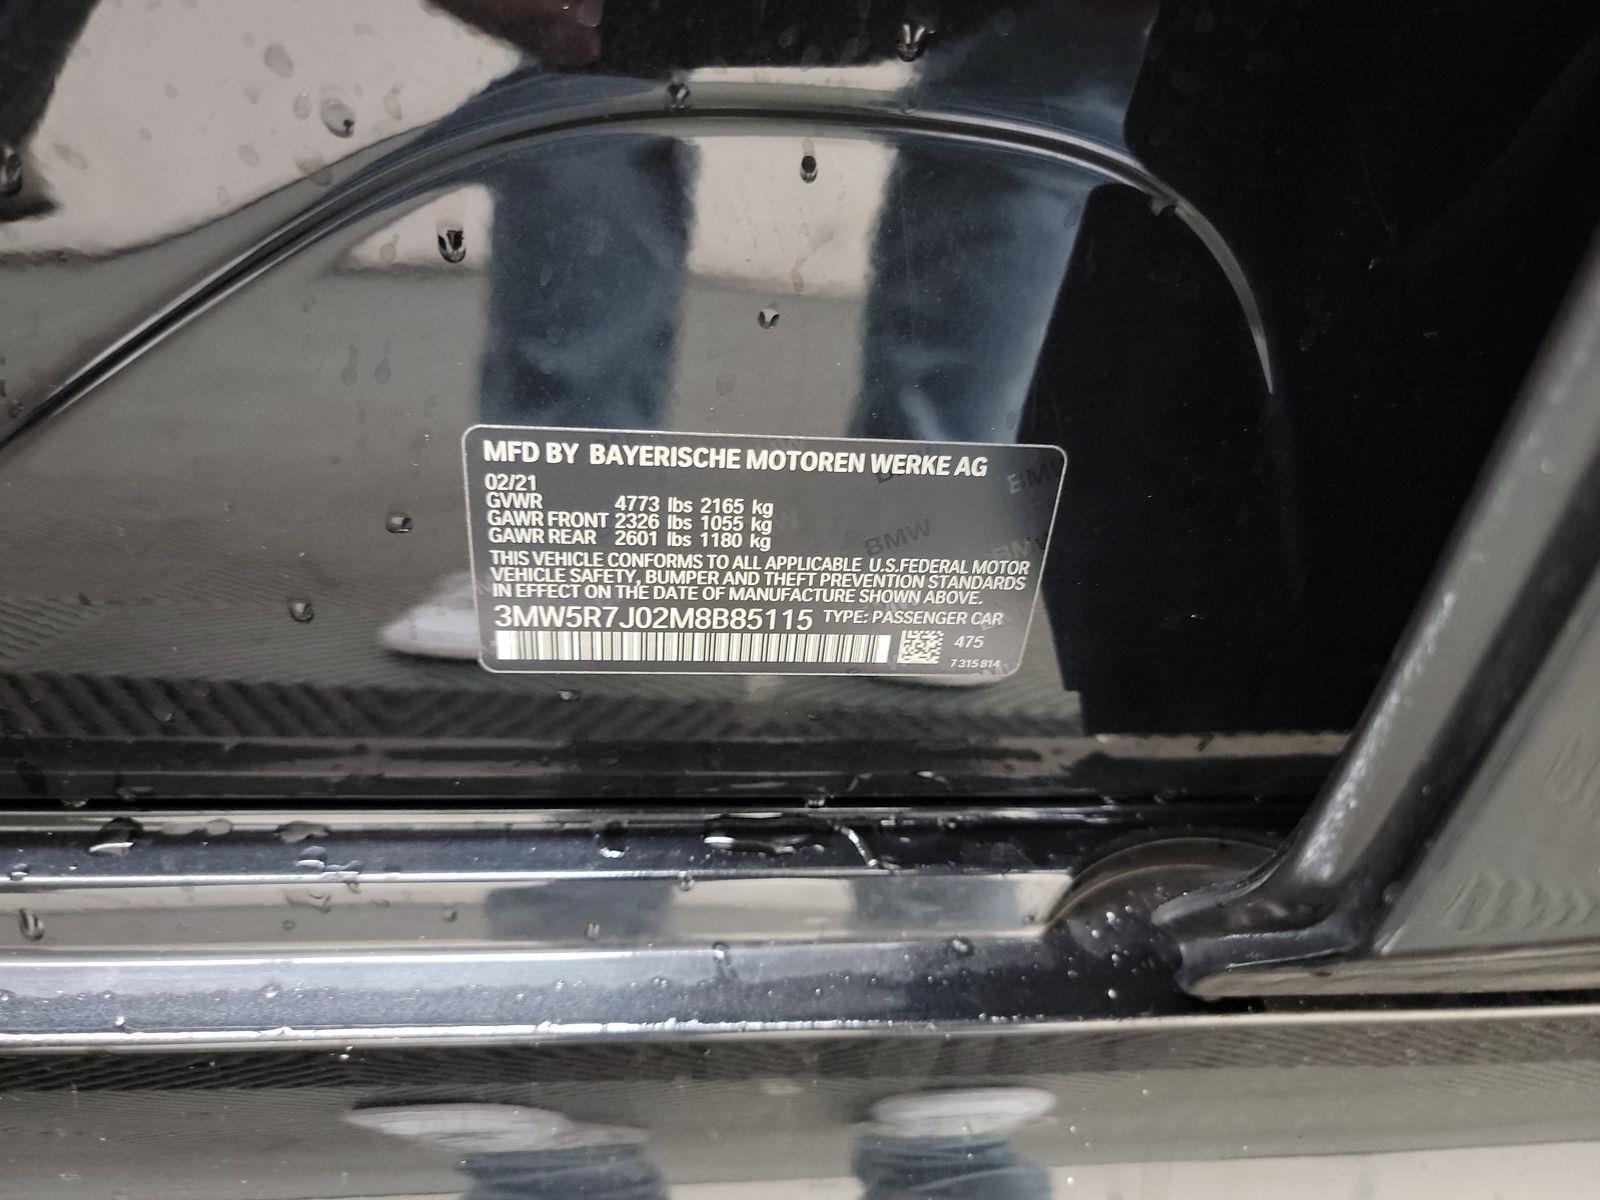 MFD BY BAYERISCHE MOTOREN WERKE AG
02/21
GVWR 4773 lbs 2165 kg
GAWR FRONT 2326 lbs 1055 kg
GAWR REAR 2601 lbs 1180 kg
THIS VEHICLE CONFORMS TO ALL APPLICABLE U.S.FEDERAL MOTOR
VEHICLE SAFETY, BUMPER AND THEFT PREVENTION STANDARDS
IN EFFECT ON THE DATE OF MANUFACTURE SHOWN ABOVE.
3MW5R7J02M8B85115 TYPE: PASSENGER CAR
475
7 315 814
BMW